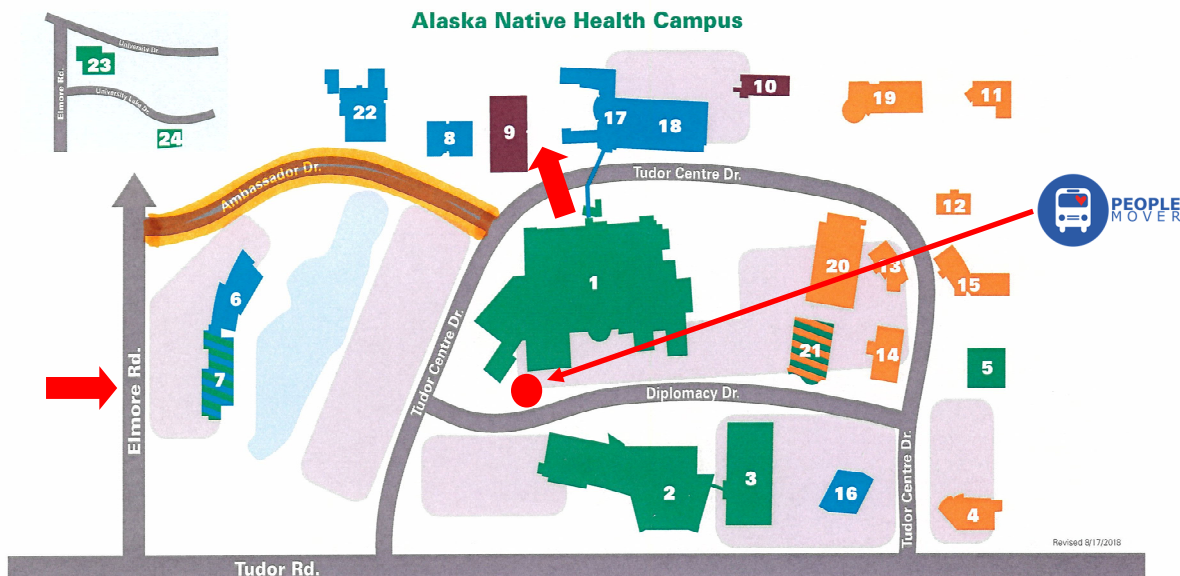 Alaska Native Health Campus
University Dr.
23
Elmore Rd.
University Lake Dr.
24
22
8
9
17
18
10
19
11
Ambassador Dr.
Tudor Centre Dr.
12
PEOPLE
MOVER
6
1
20
13
15
7
21
14
5
Elmore Rd.
Tudor Centre Dr.
Diplomacy Dr.
2
3
16
Tudor Centre Dr.
4
Revised 8/17/2018
Tudor Rd.